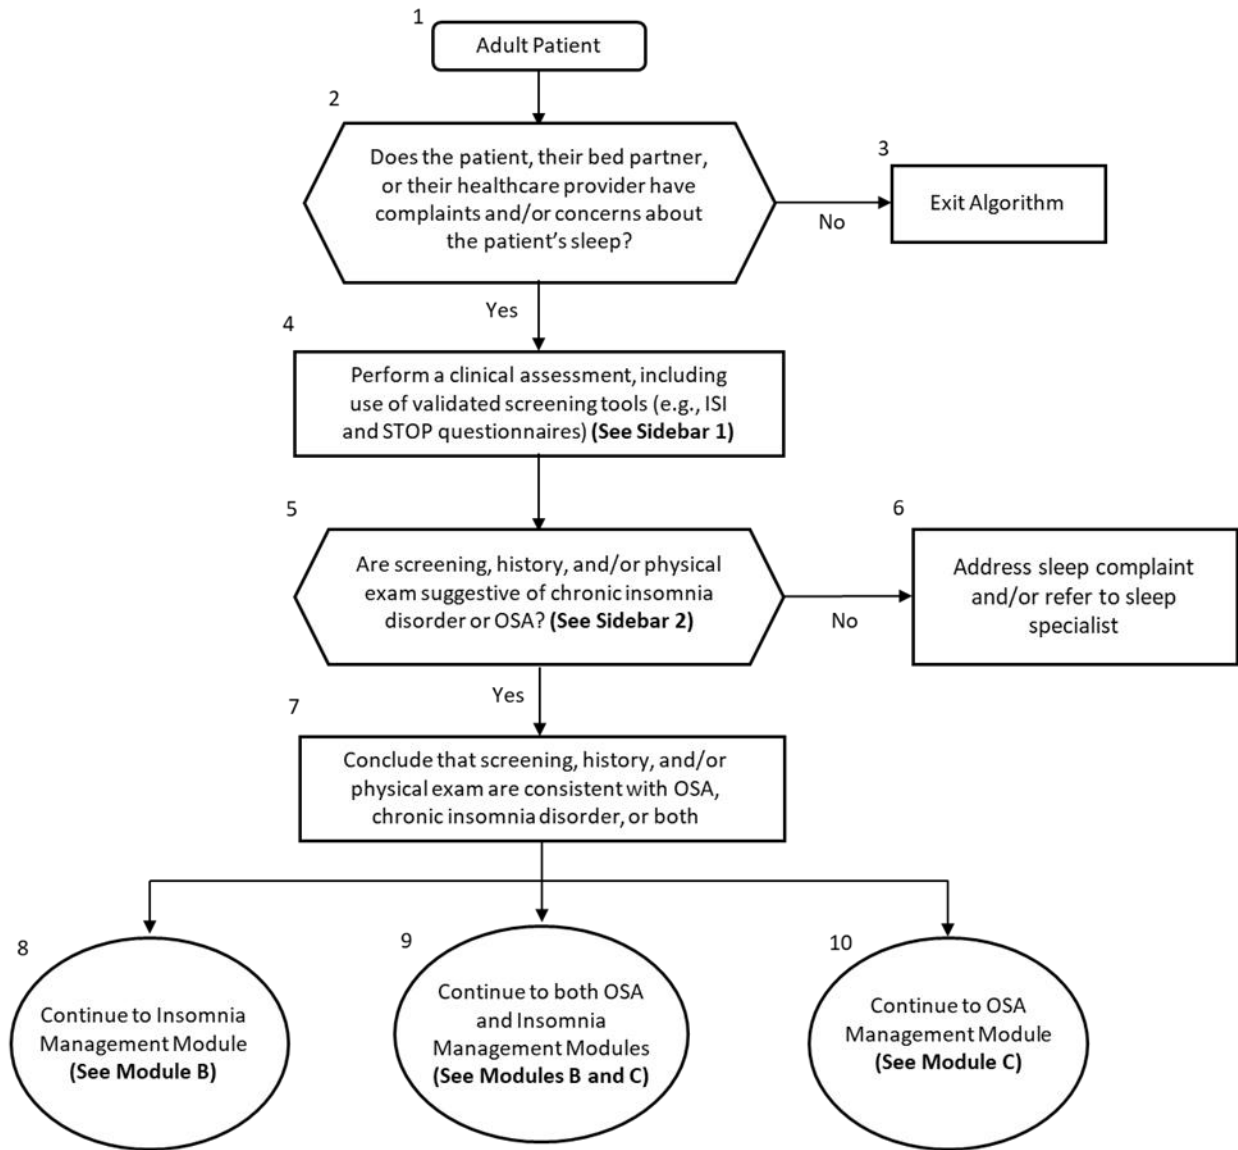 1
Adult Patient
2
Does the patient, their bed partner,
or their healthcare provider have
complaints and/or concerns about
the patient’s sleep?
No
3
Exit Algorithm
Yes
4
Perform a clinical assessment, including
use of validated screening tools (e.g., ISI
and STOP questionnaires) (See Sidebar 1)
5
Are screening, history, and/or physical
exam suggestive of chronic insomnia
disorder or OSA? (See Sidebar 2)
No
6
Address sleep complaint
and/or refer to sleep
specialist
Yes
7
Conclude that screening, history, and/or
physical exam are consistent with OSA,
chronic insomnia disorder, or both
8
Continue to Insomnia
Management Module
(See Module B)
9
Continue to both OSA
and Insomnia
Management Modules
(See Modules B and C)
10
Continue to OSA
Management Module
(See Module C)